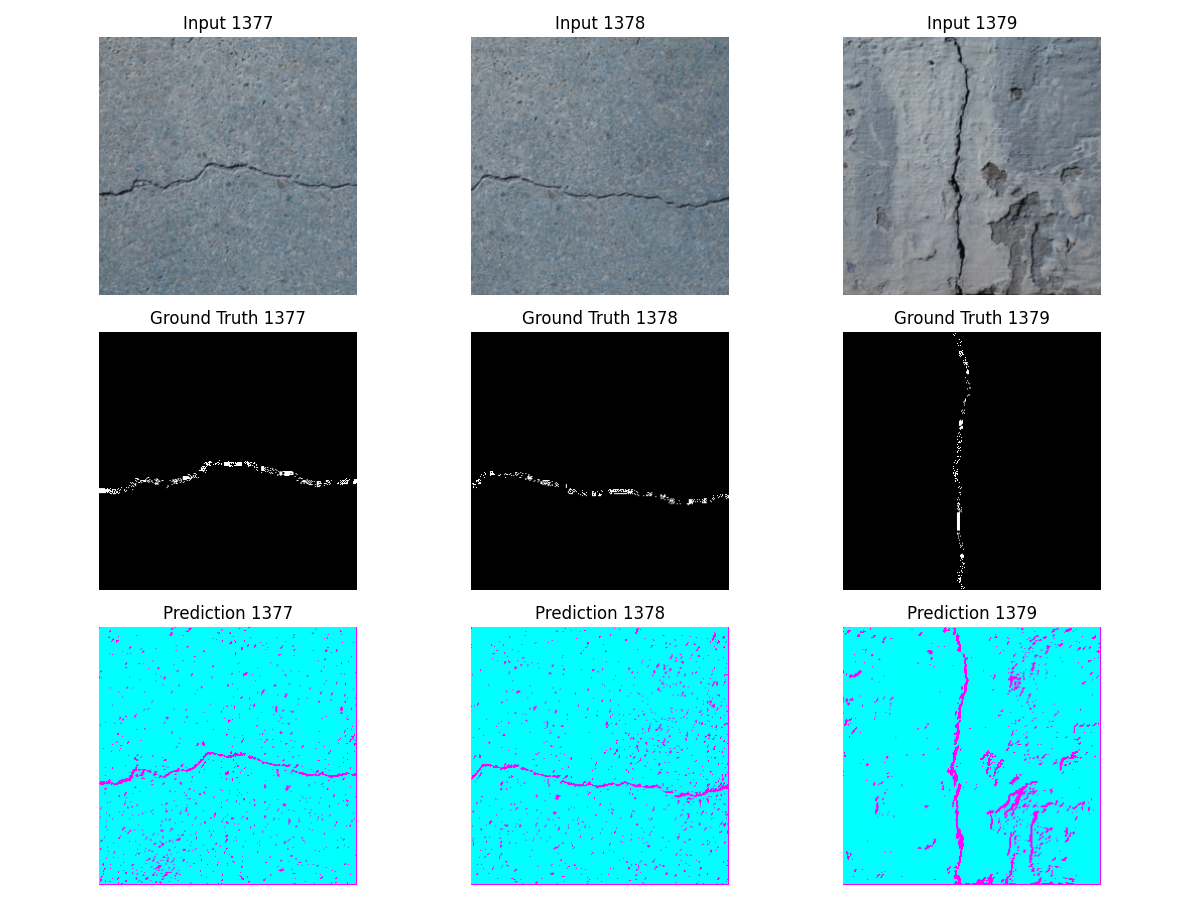 Input 1377
Input 1378
Input 1379
Ground Truth 1377
Ground Truth 1378
Ground Truth 1379
Prediction 1377
Prediction 1378
Prediction 1379